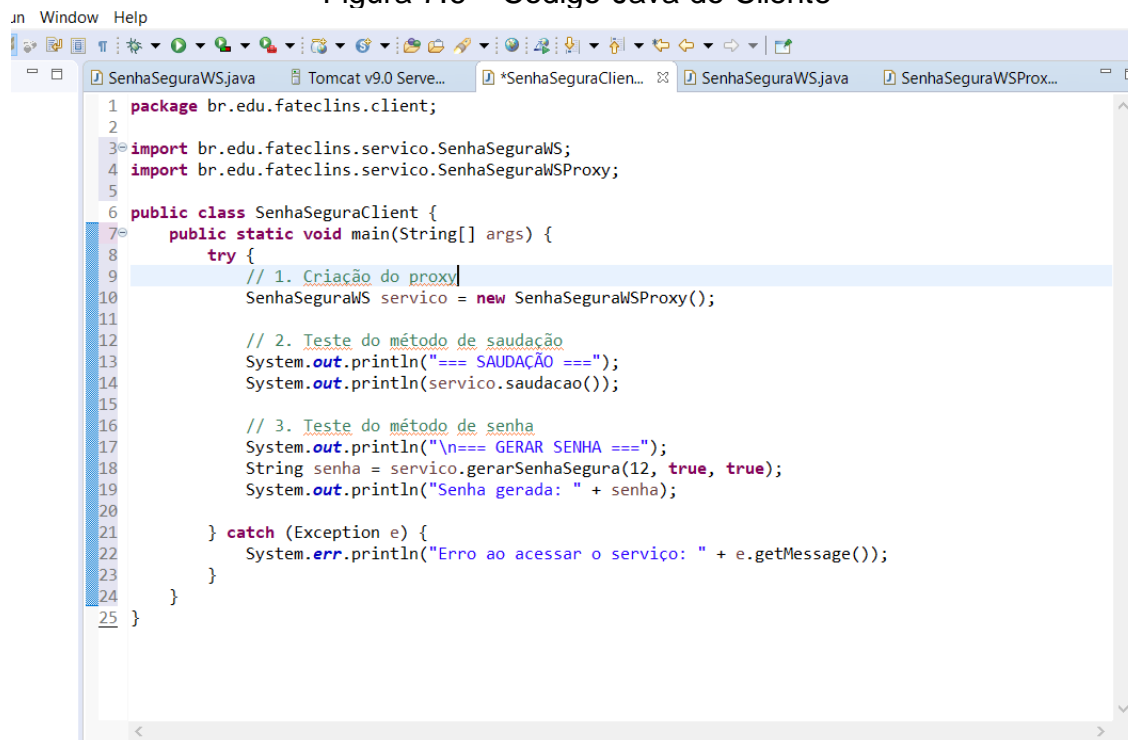 Figura 7.6 – Código Java do Cliente
un Window Help
SenhaSeguraWS.java Tomcat v9.0 Serve... *SenhaSeguraClien... SenhaSeguraWS.java SenhaSeguraWSProx...
1 package br.edu.fateclins.client;
2
3 import br.edu.fateclins.servico.SenhaSeguraWS;
4 import br.edu.fateclins.servico.SenhaSeguraWSProxy;
5
6 public class SenhaSeguraClient {
7 public static void main(String[] args) {
8 try {
9 // 1. Criação do proxy
10 SenhaSeguraWS servico = new SenhaSeguraWSProxy();
11
12 // 2. Teste do método de saudação
13 System.out.println("=== SAUDAÇÃO ===");
14 System.out.println(servico.saudacao());
15
16 // 3. Teste do método de senha
17 System.out.println("\n=== GERAR SENHA ===");
18 String senha = servico.gerarSenhaSegura(12, true, true);
19 System.out.println("Senha gerada: " + senha);
20
21 } catch (Exception e) {
22 System.err.println("Erro ao acessar o serviço: " + e.getMessage());
23 }
24 }
25 }